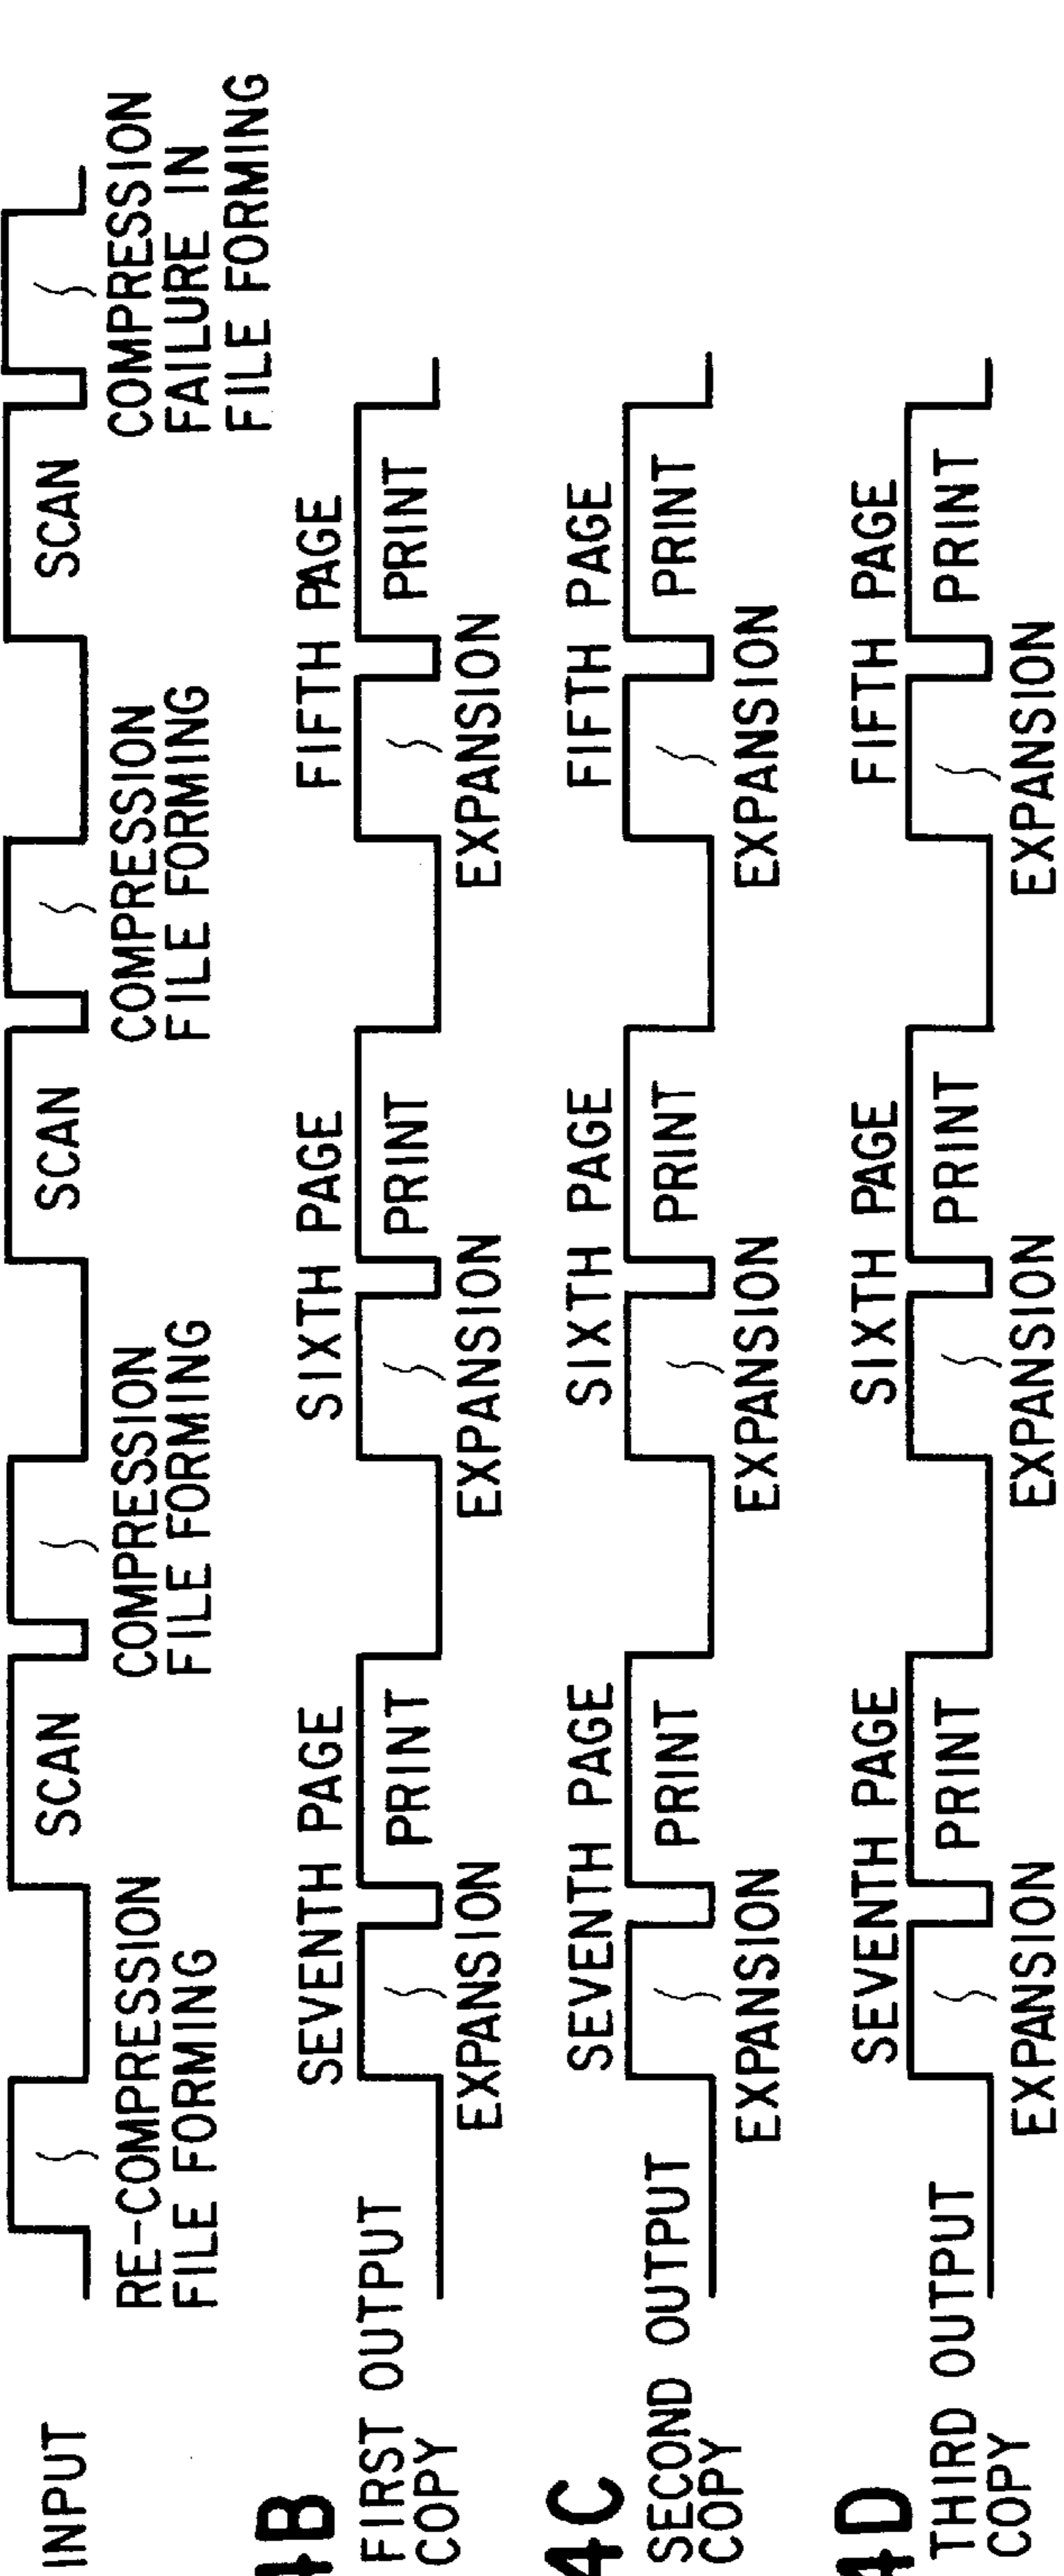 INPUT
SCAN
SCAN
SCAN
RE-COMPRESSION
FILE FORMING
COMPRESSION
FILE FORMING
COMPRESSION
FILE FORMING
COMPRESSION
FAILURE IN
FILE FORMING
4B
FIRST OUTPUT
COPY
SEVENTH PAGE
EXPANSION
PRINT
SIXTH PAGE
EXPANSION
PRINT
FIFTH PAGE
EXPANSION
PRINT
4C
SECOND OUTPUT
COPY
SEVENTH PAGE
EXPANSION
PRINT
SIXTH PAGE
EXPANSION
PRINT
FIFTH PAGE
EXPANSION
PRINT
4D
THIRD OUTPUT
COPY
SEVENTH PAGE
EXPANSION
PRINT
SIXTH PAGE
EXPANSION
PRINT
FIFTH PAGE
EXPANSION
PRINT